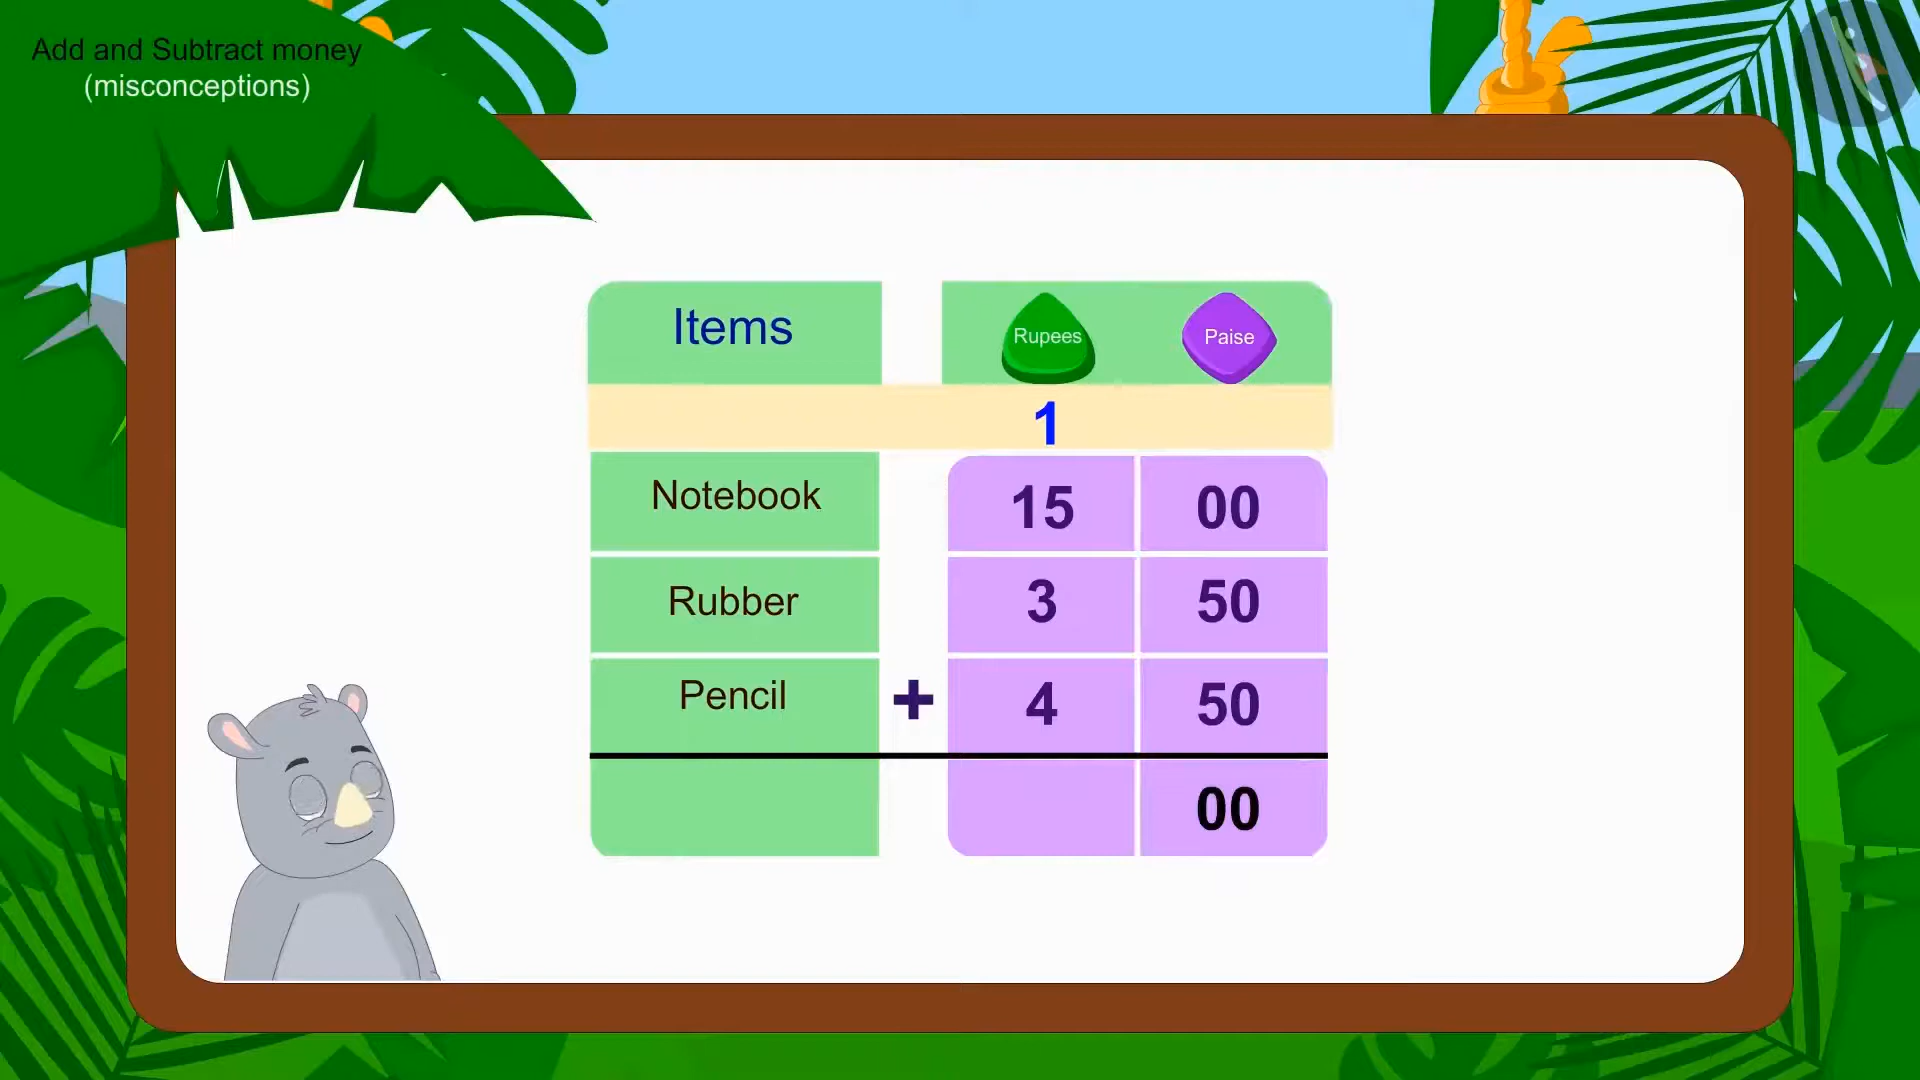 Add and Subtract money
(misconceptions)
Items Rupees Paise
1
Notebook 15 00
Rubber 3 50
Pencil + 4 50
00